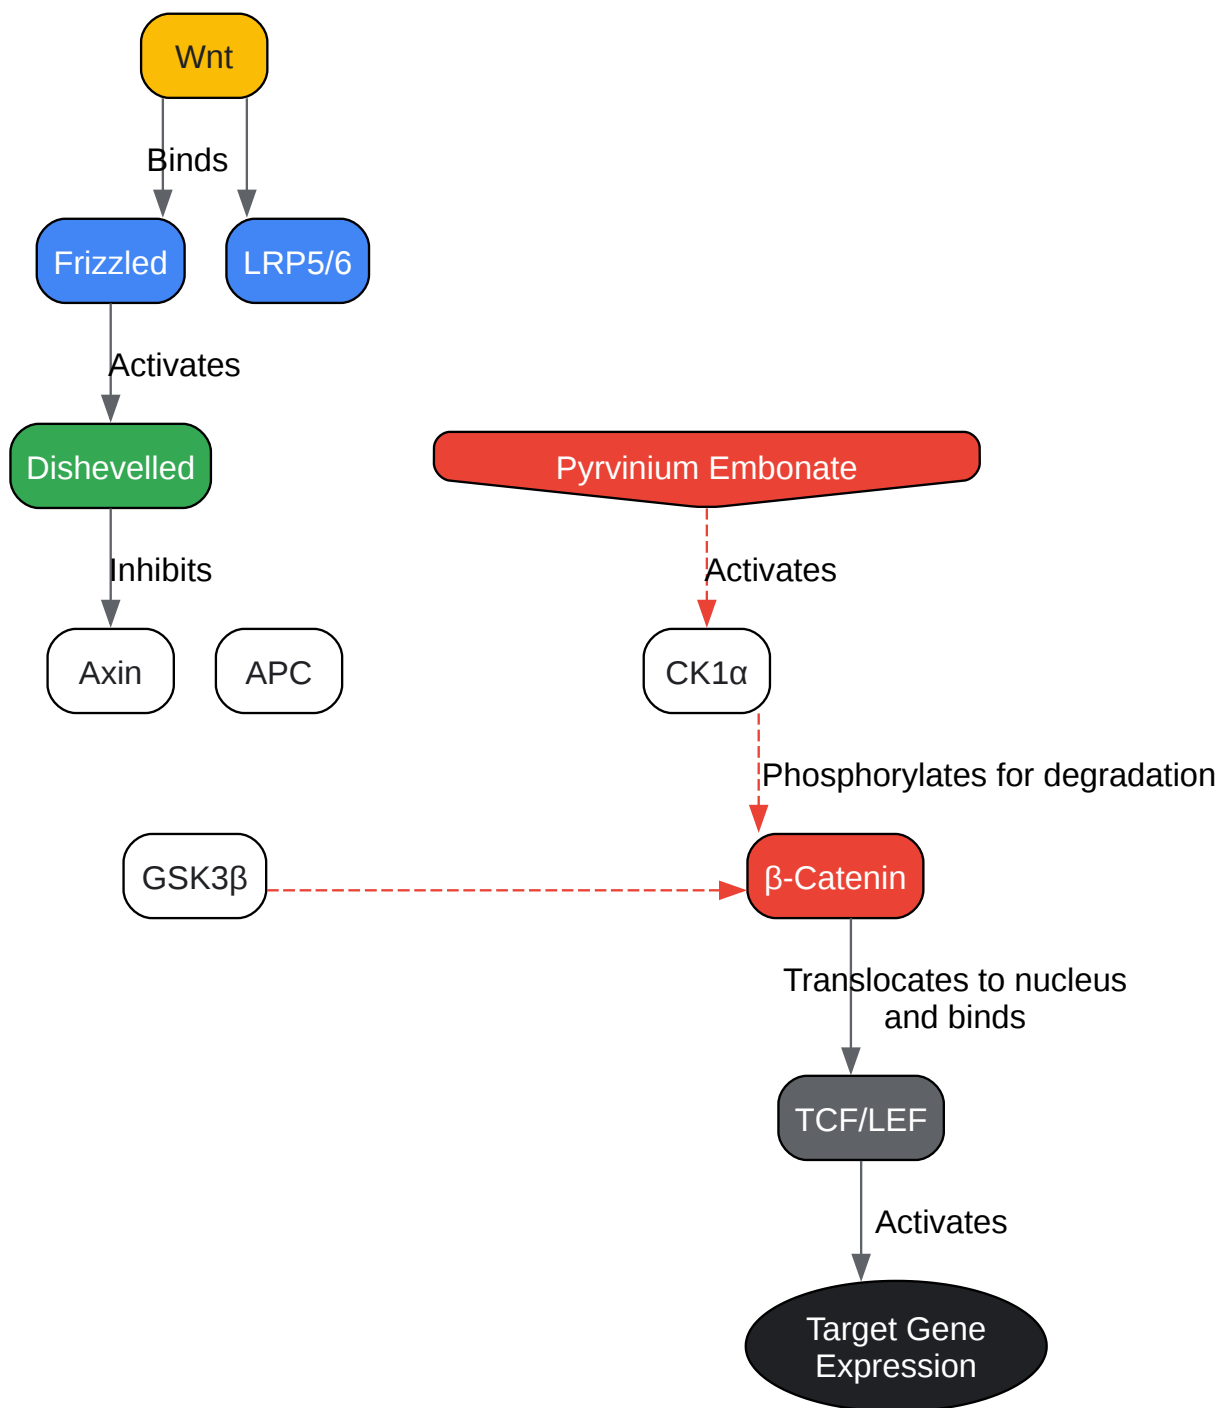 Wnt
Binds
Frizzled
LRP5/6
Activates
Dishevelled
Pyrvinium Embonate
Inhibits
Activates
Axin
APC
CK1α
Phosphorylates for degradation
GSK3β
β-Catenin
Translocates to nucleus
and binds
TCF/LEF
Activates
Target Gene
Expression